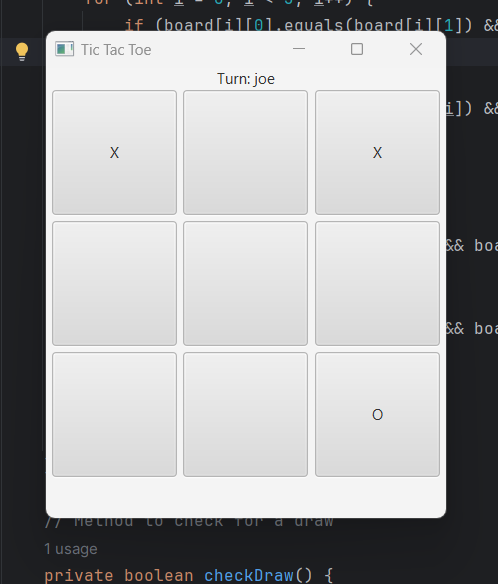 for (int i = 0; i < 3; i++) {
if (board[i][0].equals(board[i][1]) &&
Tic Tac Toe
Turn: joe
i]) &&
X X
&& boa
&& boa
O
// Method to check for a draw
1 usage
private boolean checkDraw() {